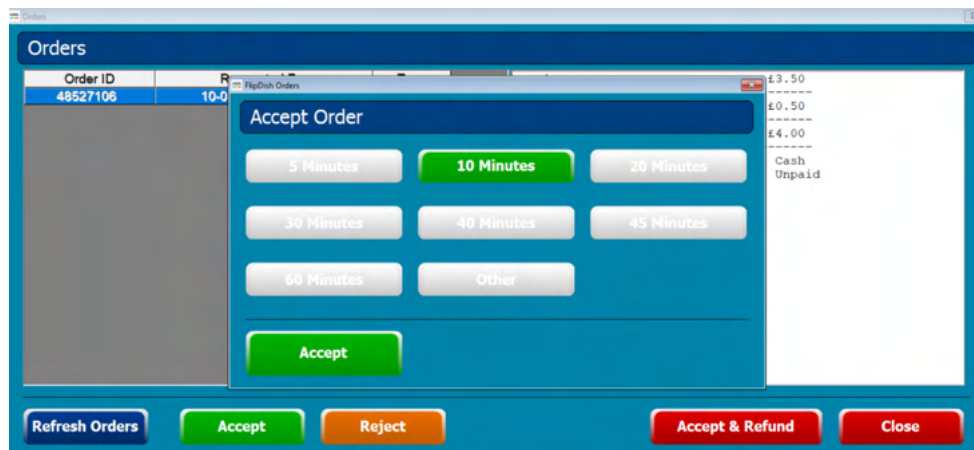 Orders
Orders
Order ID
48527106
10-0
FlipDish Orders
Accept Order
5 Minutes
10 Minutes
20 Minutes
30 Minutes
40 Minutes
45 Minutes
60 Minutes
Other
Accept
£3.50
------
£0.50
------
£4.00
------
Cash
Unpaid
Refresh Orders
Accept
Reject
Accept & Refund
Close